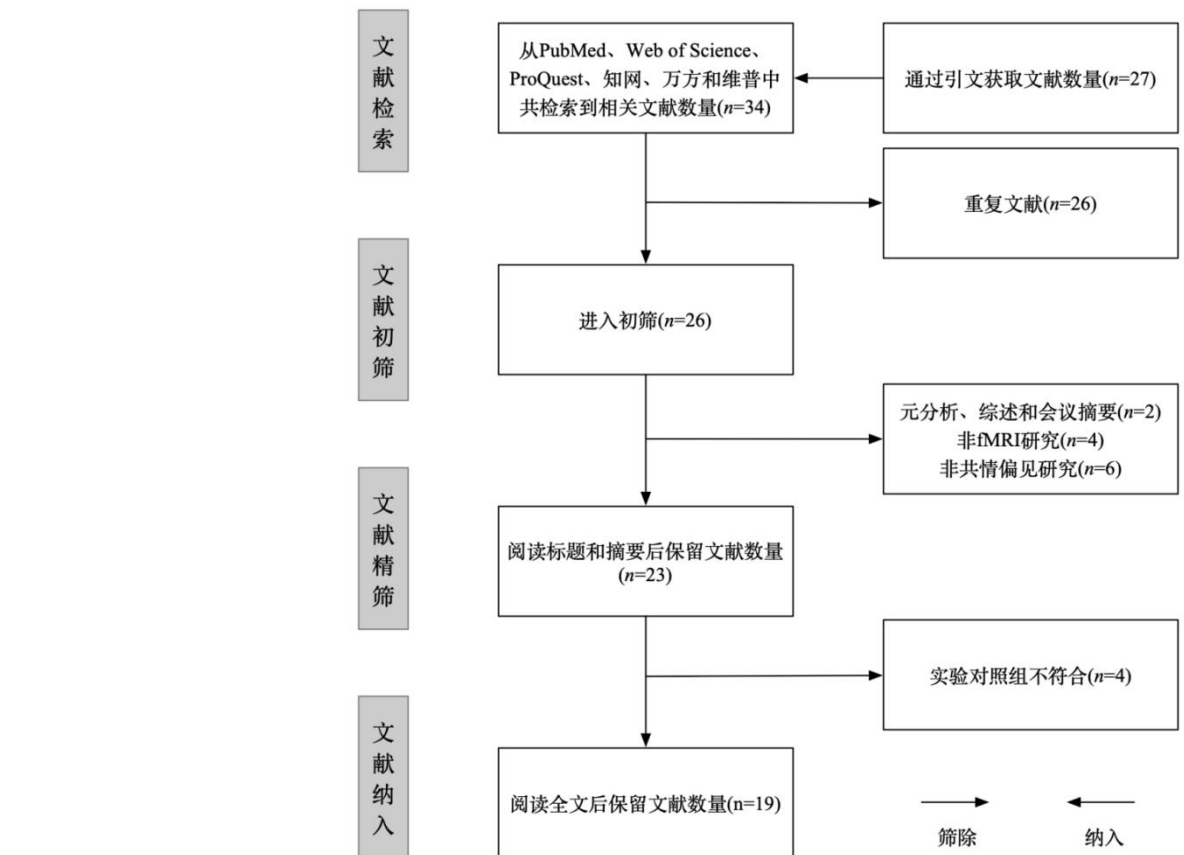 文献检索
从PubMed、Web of Science、
ProQuest、知网、万方和维普中
共检索到相关文献数量(n=34)
通过引文获取文献数量(n=27)
重复文献(n=26)
文献初筛
进入初筛(n=26)
元分析、综述和会议摘要(n=2)
非fMRI研究(n=4)
非共情偏见研究(n=6)
文献精筛
阅读标题和摘要后保留文献数量
(n=23)
实验对照组不符合(n=4)
文献纳入
阅读全文后保留文献数量(n=19)
筛除
纳入